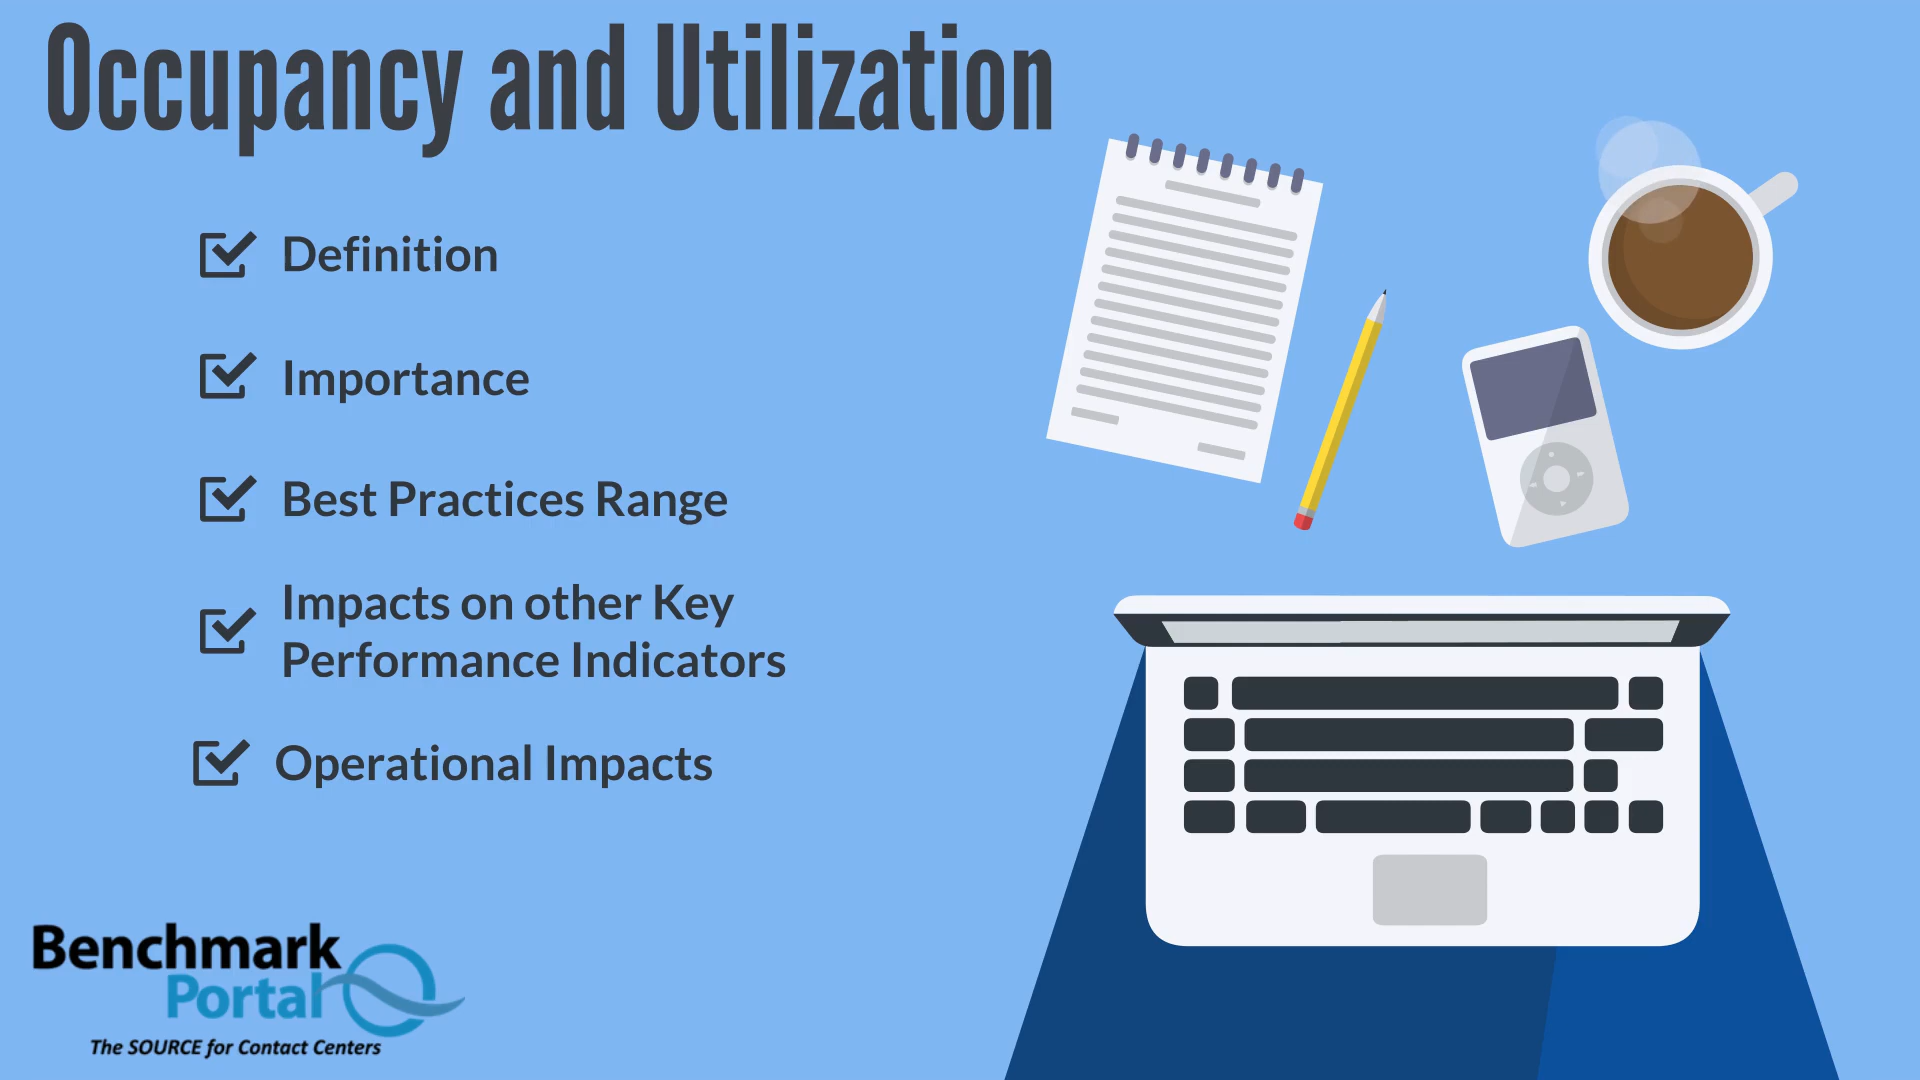 Occupancy and Utilization
Definition
Importance
Best Practices Range
Impacts on other Key
Performance Indicators
Operational Impacts
Benchmark
Portal
The SOURCE for Contact Centers